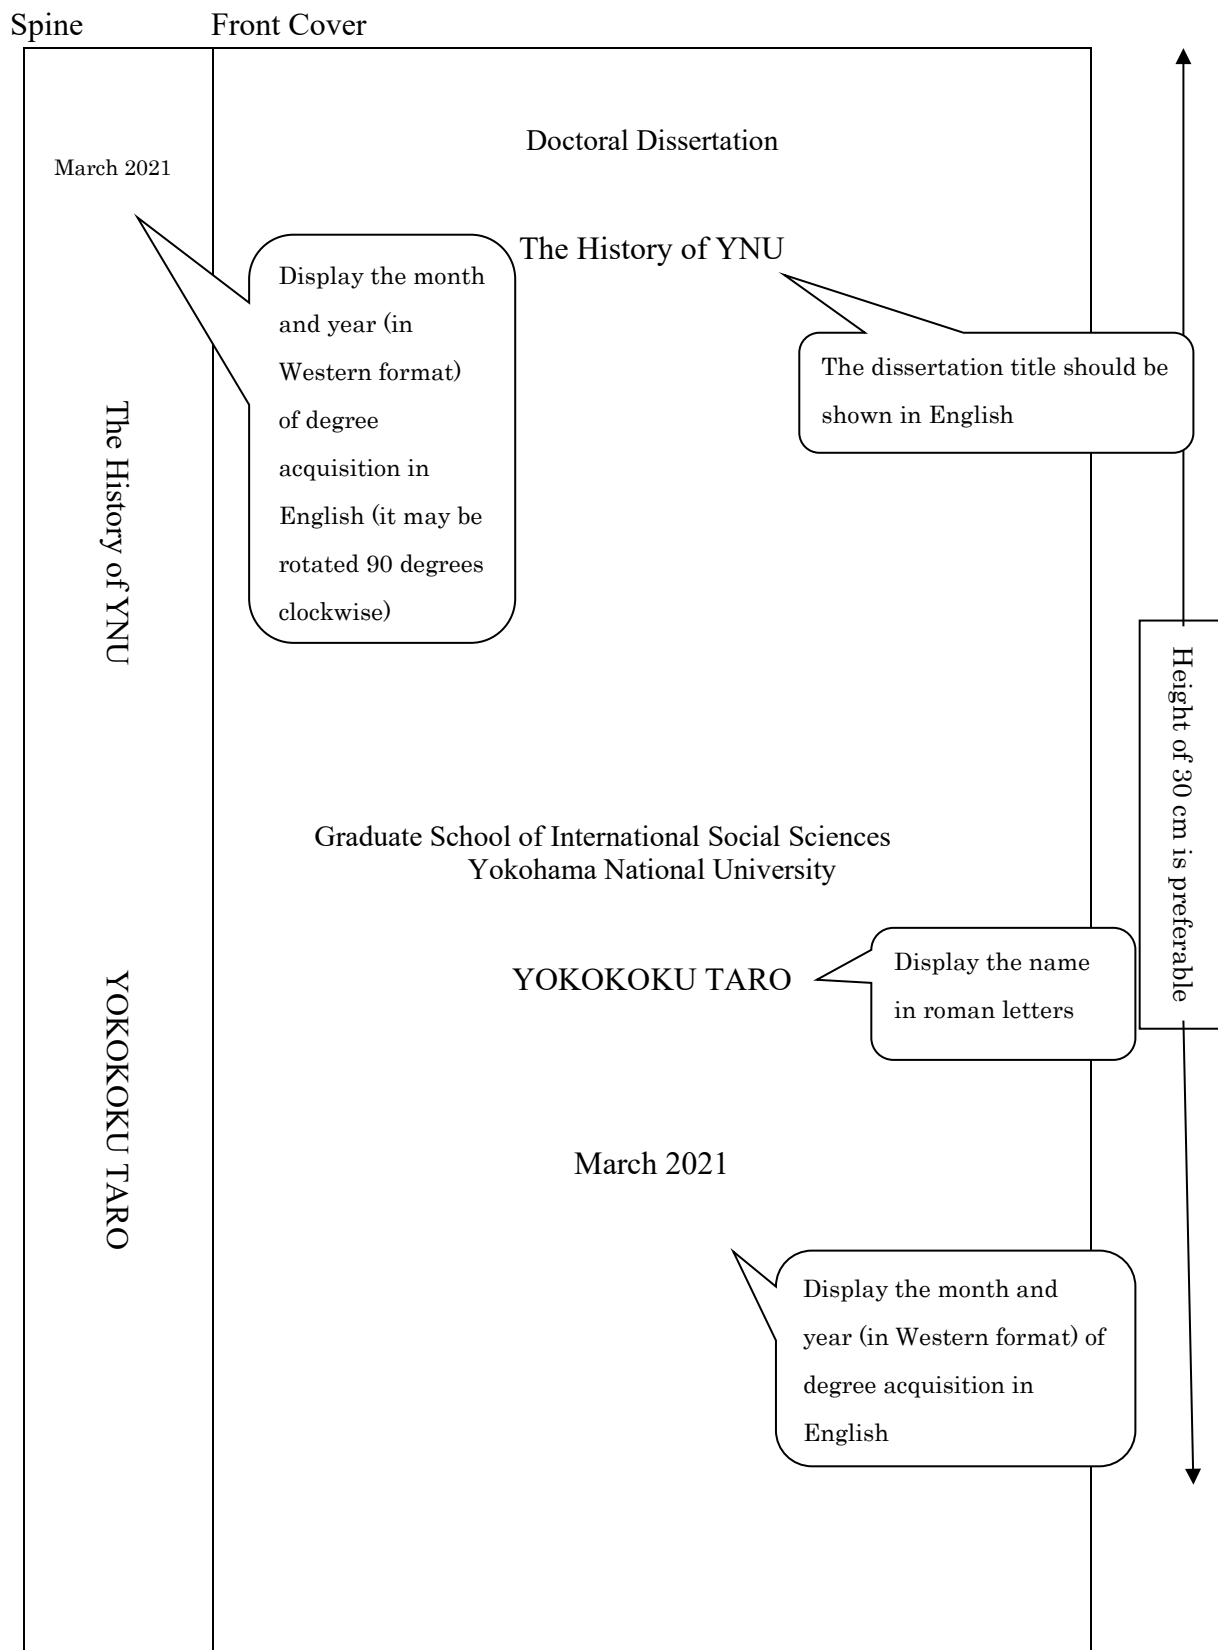 Spine
Front Cover
March 2021
The History of YNU
YOKOKOKU TARO
Doctoral Dissertation
The History of YNU
Display the month
and year (in
Western format)
of degree
acquisition in
English (it may be
rotated 90 degrees
clockwise)
The dissertation title should be
shown in English
Graduate School of International Social Sciences
Yokohama National University
YOKOKOKU TARO
Display the name
in roman letters
March 2021
Display the month and
year (in Western format) of
degree acquisition in
English
Height of 30 cm is preferable